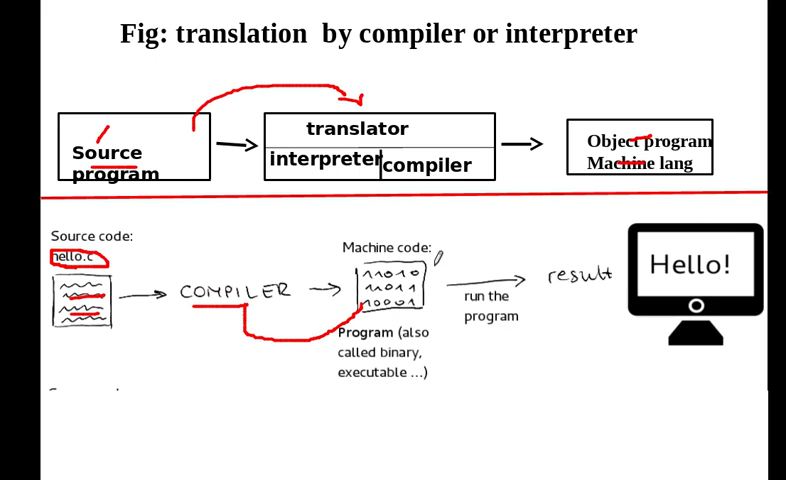 Fig: translation by compiler or interpreter
Source
program
translator
interpreter
compiler
Object program
Machine lang
Source code:
hello.c
COMPILER
Machine code:
11010
11011
10001
Program (also
called binary,
executable ...)
run the
program
result
Hello!